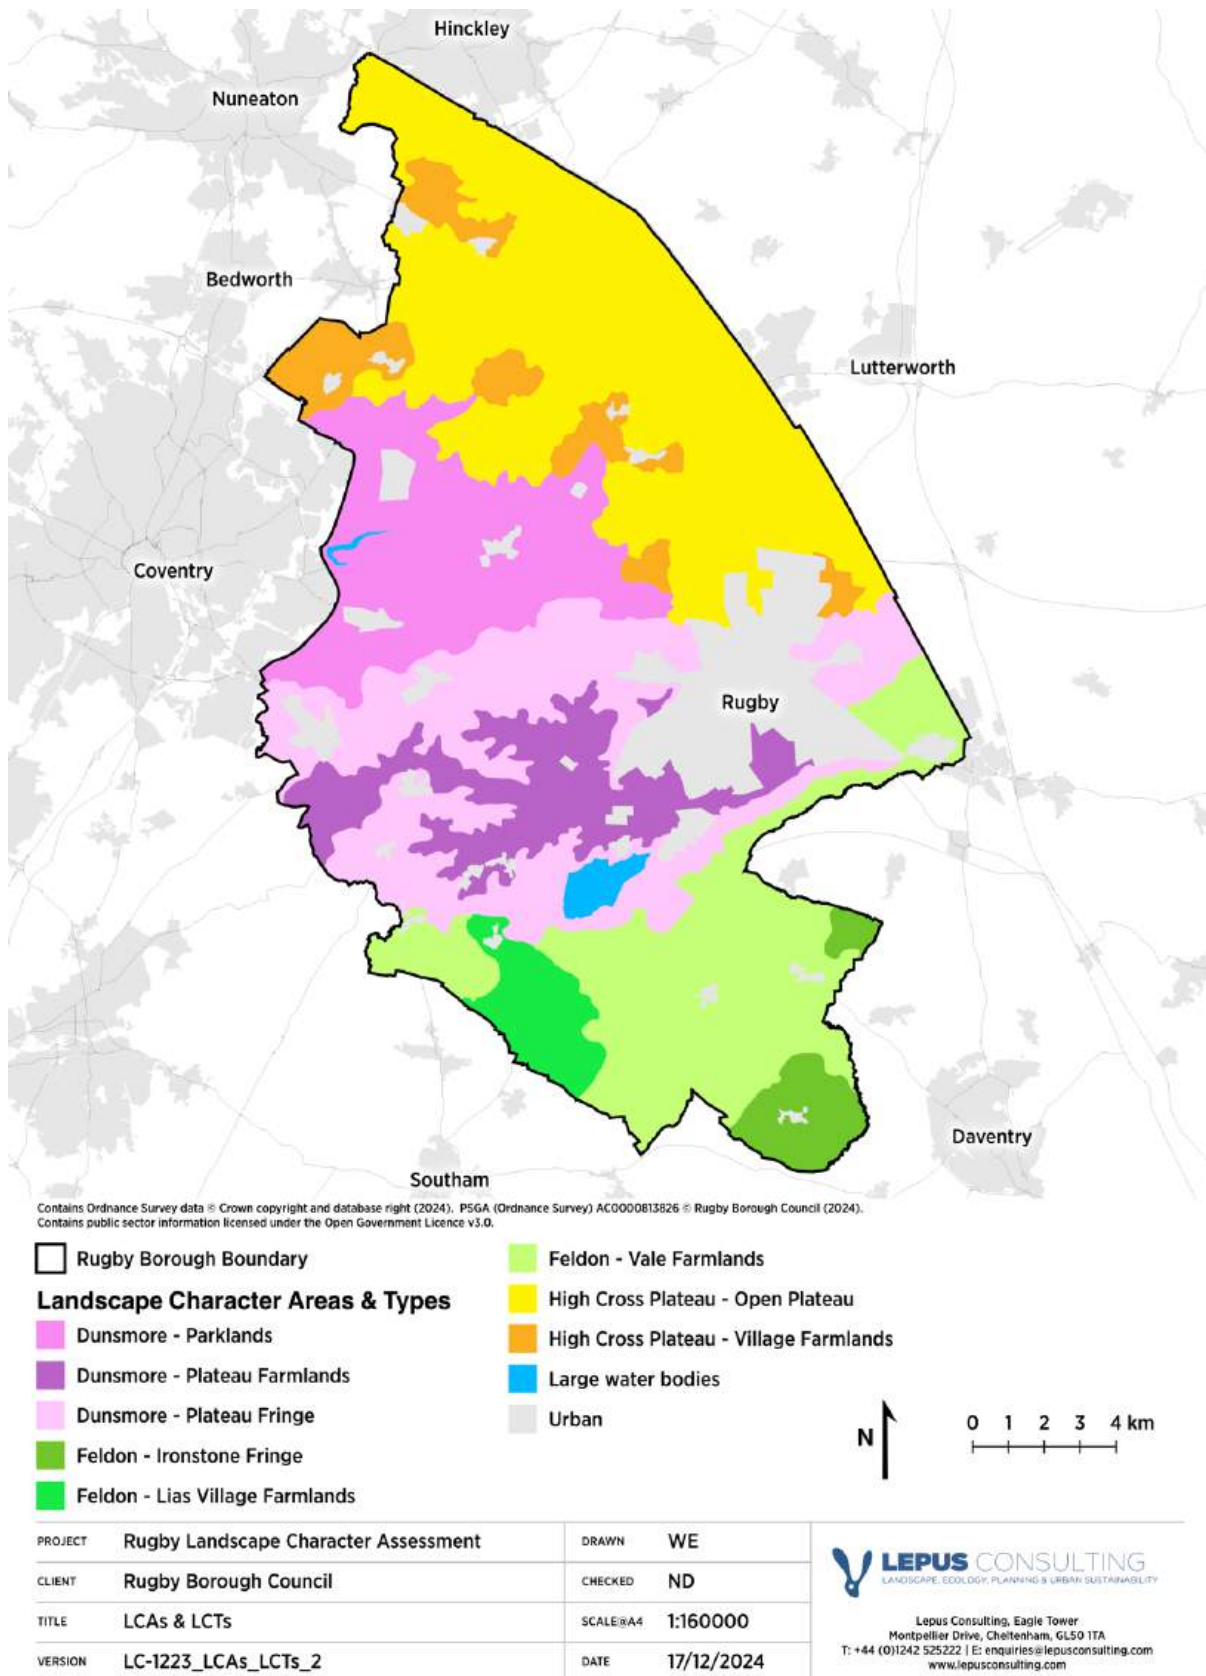 Hinckley
Nuneaton
Bedworth
Lutterworth
Coventry
Rugby
Daventry
Southam
Contains Ordnance Survey data © Crown copyright and database right (2024). PSGA (Ordnance Survey) AC0000813826 © Rugby Borough Council (2024).
Contains public sector information licensed under the Open Government Licence v3.0.
Rugby Borough Boundary
Landscape Character Areas & Types
Dunsmore - Parklands
Dunsmore - Plateau Farmlands
Dunsmore - Plateau Fringe
Feldon - Ironstone Fringe
Feldon - Lias Village Farmlands
Feldon - Vale Farmlands
High Cross Plateau - Open Plateau
High Cross Plateau - Village Farmlands
Large water bodies
Urban
N
0 1 2 3 4 km
PROJECT Rugby Landscape Character Assessment
CLIENT Rugby Borough Council
TITLE LCAs & LCTs
VERSION LC-1223_LCAs_LCTs_2
DRAWN WE
CHECKED ND
SCALE@A4 1:160000
DATE 17/12/2024
LEPUS CONSULTING
LANDSCAPE, ECOLOGY, PLANNING & URBAN SUSTAINABILITY
Lepus Consulting, Eagle Tower
Montpellier Drive, Cheltenham, GL50 1TA
T: +44 (0)1242 525222 | E: enquiries@lepusconsulting.com
www.lepusconsulting.com